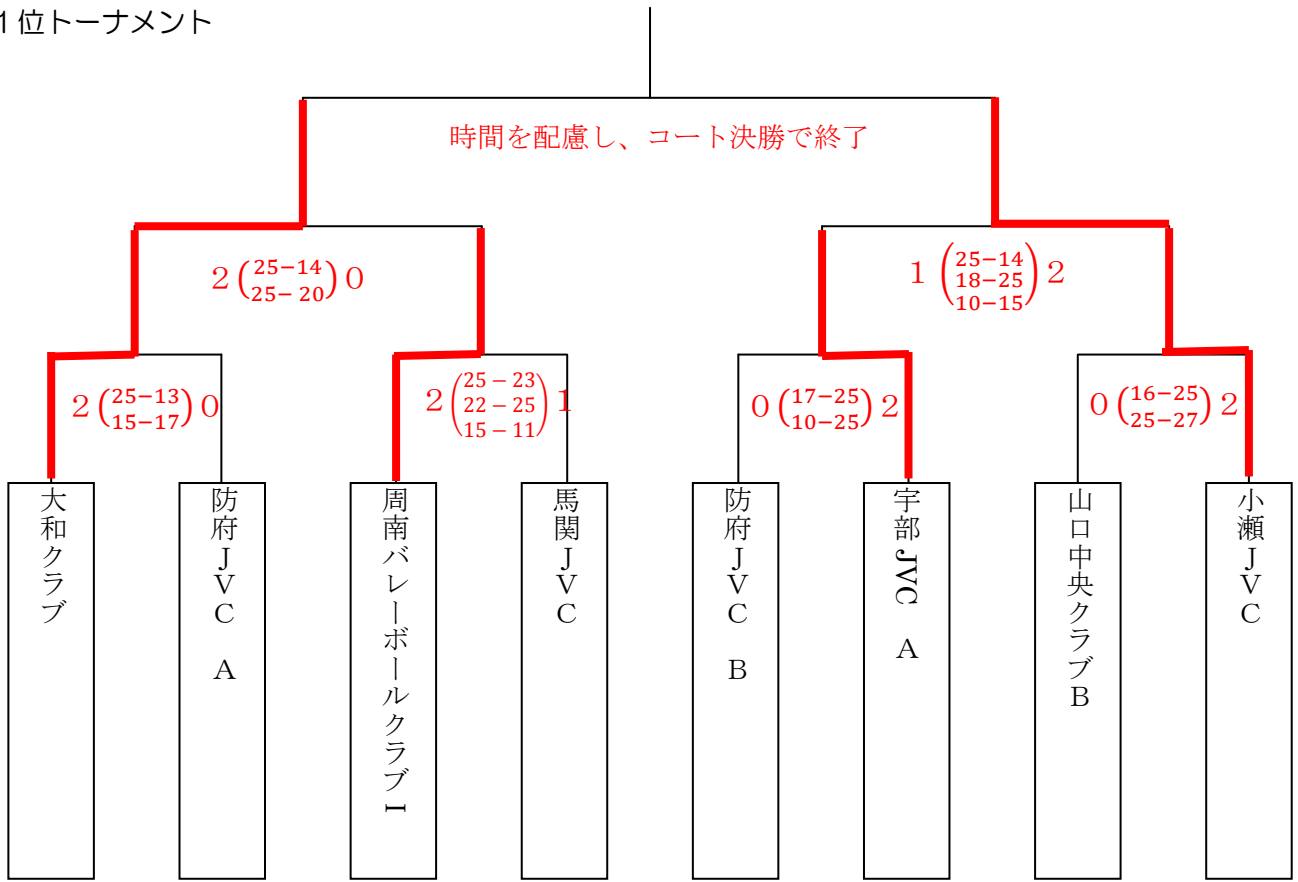 1位トーナメント
時間を配慮し、コート決勝で終了
2 (25-14 25-20) 0
1 (25-14 18-25 10-15) 2
2 (25-13 15-17) 0
2 (25-23 22-25 15-11) 1
0 (17-25 10-25) 2
0 (16-25 25-27) 2
大和クラブ
防府JVC A
周南バレーボールクラブI
馬関JVC
防府JVC B
宇部JVC A
山口中央クラブB
小瀬JVC